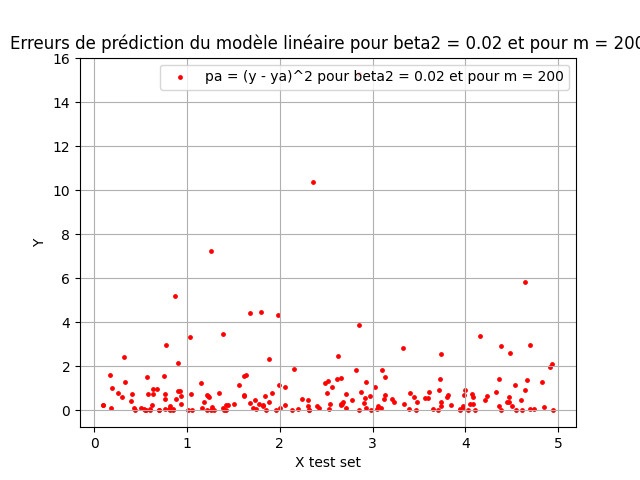 Erreurs de prédiction du modèle linéaire pour beta2 = 0.02 et pour m = 200
pa = (y - ya)^2 pour beta2 = 0.02 et pour m = 200
16
14
12
10
8
6
4
2
0
Y
0 1 2 3 4 5
X test set